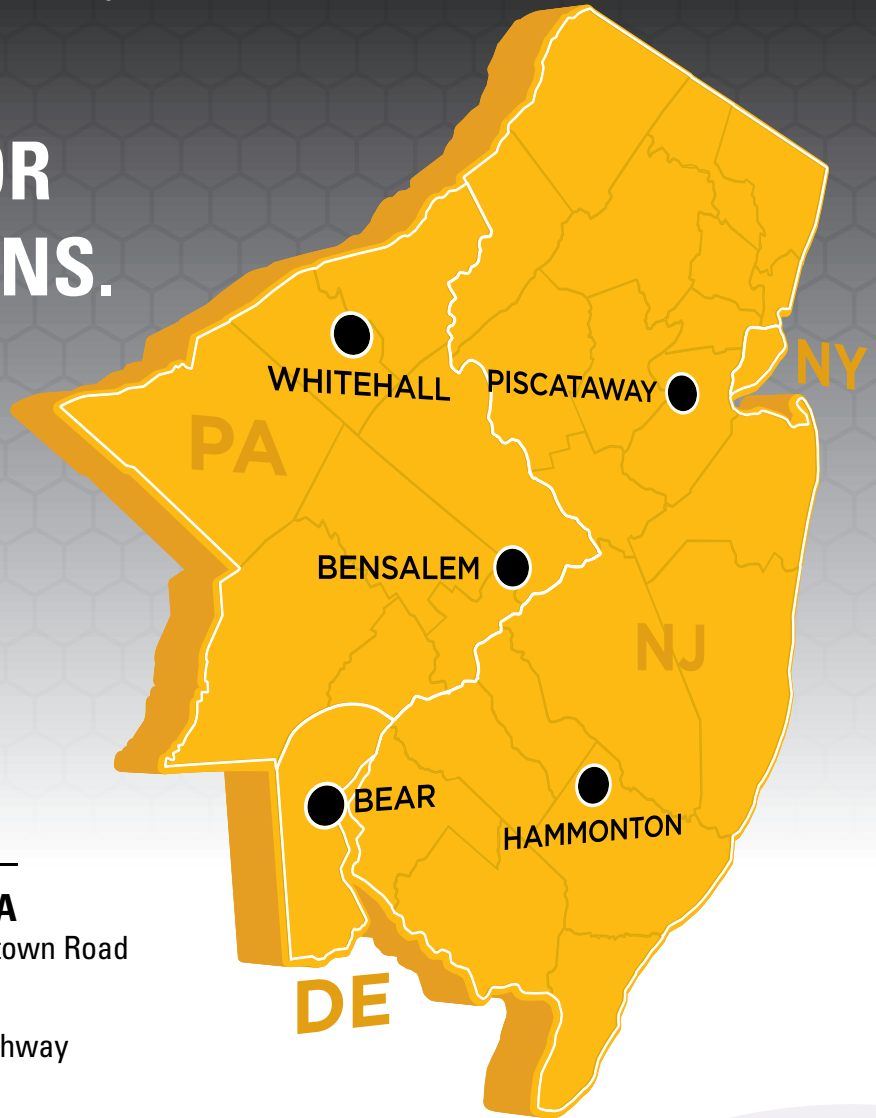 OR
NS.
WHITEHALL
PISCATAWAY
NY
PA
BENSALEM
NJ
BEAR
HAMMONTON
A
town Road
DE
hway